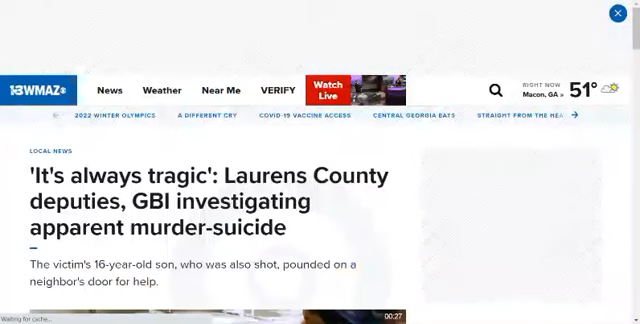 13WMAZ
News
Weather
Near Me
VERIFY
Watch
Live
RIGHT NOW
Macon, GA »
51°
2022 WINTER OLYMPICS
A DIFFERENT CRY
COVID-19 VACCINE ACCESS
CENTRAL GEORGIA EATS
STRAIGHT FROM THE HEA
LOCAL NEWS
'It's always tragic': Laurens County
deputies, GBI investigating
apparent murder-suicide
The victim's 16-year-old son, who was also shot, pounded on a
neighbor's door for help.
00:27
Waiting for cache...